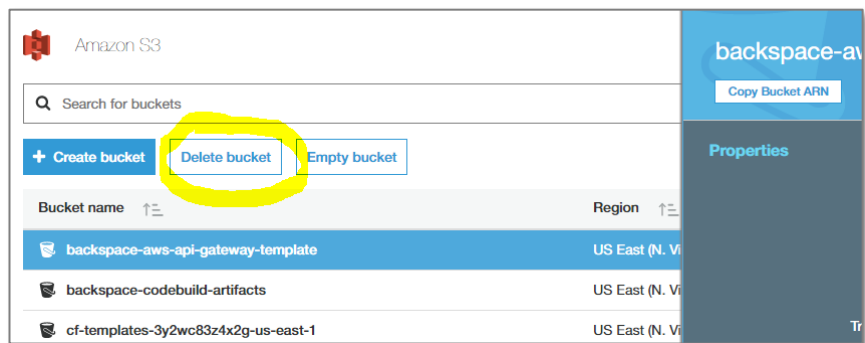 Amazon S3
backspace-a
Copy Bucket ARN
Search for buckets
+ Create bucket Delete bucket Empty bucket
Properties
Bucket name Region
backspace-aws-api-gateway-template US East (N. Vi
backspace-codebuild-artifacts US East (N. Vi
cf-templates-3y2wc83z4x2g-us-east-1 US East (N. Vi
Tr